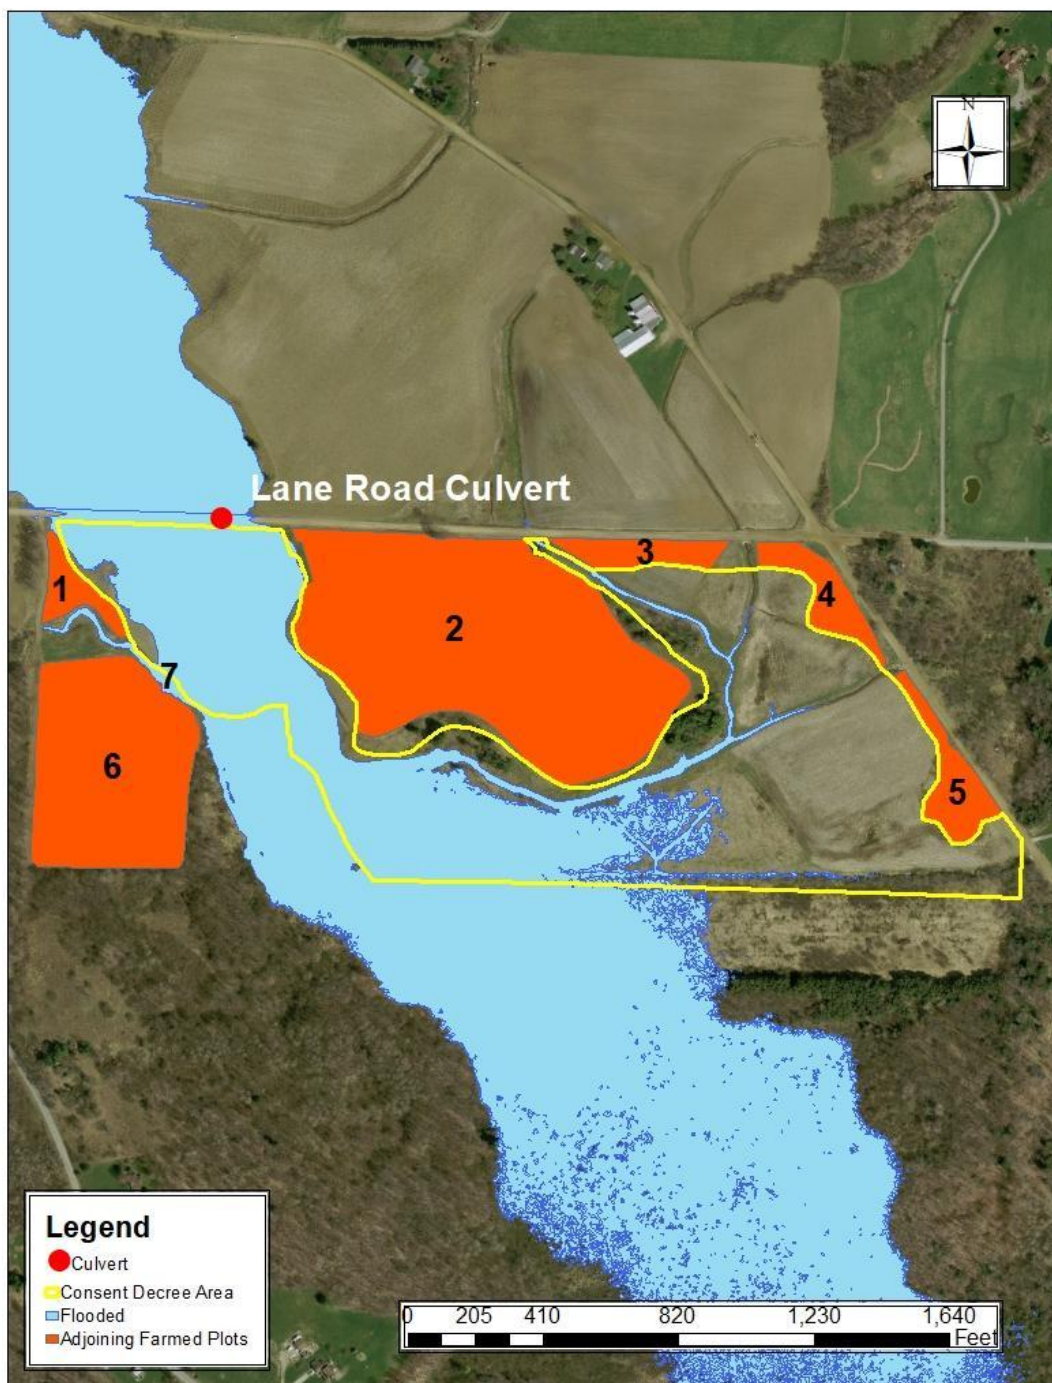 N
Lane Road Culvert
1
2
3
4
5
6
7
Legend
Culvert
Consent Decree Area
Flooded
Adjoining Farmed Plots
0 205 410 820 1,230 1,640
Feet